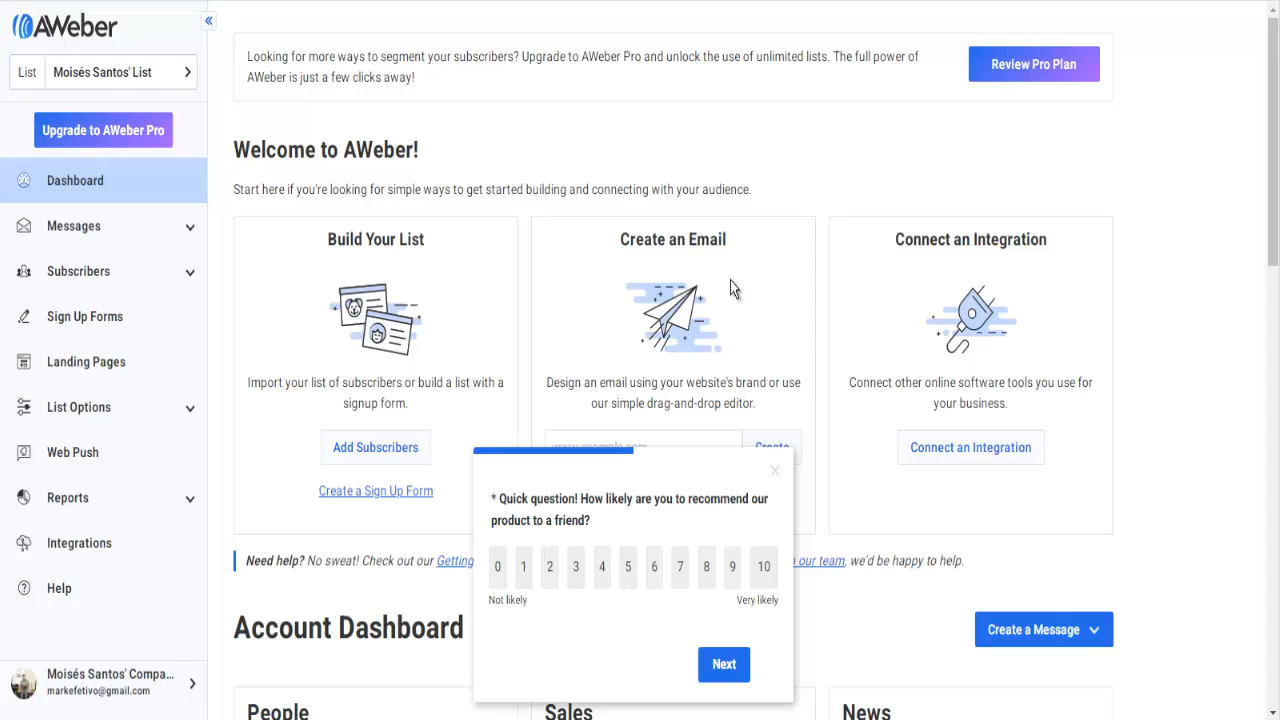 AWeber
«
List Moisés Santos' List
Upgrade to AWeber Pro
Dashboard
Messages
Subscribers
Sign Up Forms
Landing Pages
List Options
Web Push
Reports
Integrations
Help
Moisés Santos' Compa...
markefetivo@gmail.com
Looking for more ways to segment your subscribers? Upgrade to AWeber Pro and unlock the use of unlimited lists. The full power of
AWeber is just a few clicks away!
Review Pro Plan
Welcome to AWeber!
Start here if you're looking for simple ways to get started building and connecting with your audience.
Build Your List
Import your list of subscribers or build a list with a
signup form.
Add Subscribers
Create a Sign Up Form
Create an Email
Design an email using your website's brand or use
our simple drag-and-drop editor.
www.example.com Create
Connect an Integration
Connect other online software tools you use for
your business.
Connect an Integration
Need help? No sweat! Check out our Getting our team, we'd be happy to help.
* Quick question! How likely are you to recommend our
product to a friend?
0 1 2 3 4 5 6 7 8 9 10
Not likely Very likely
Next
Account Dashboard
Create a Message
People
Sales
News